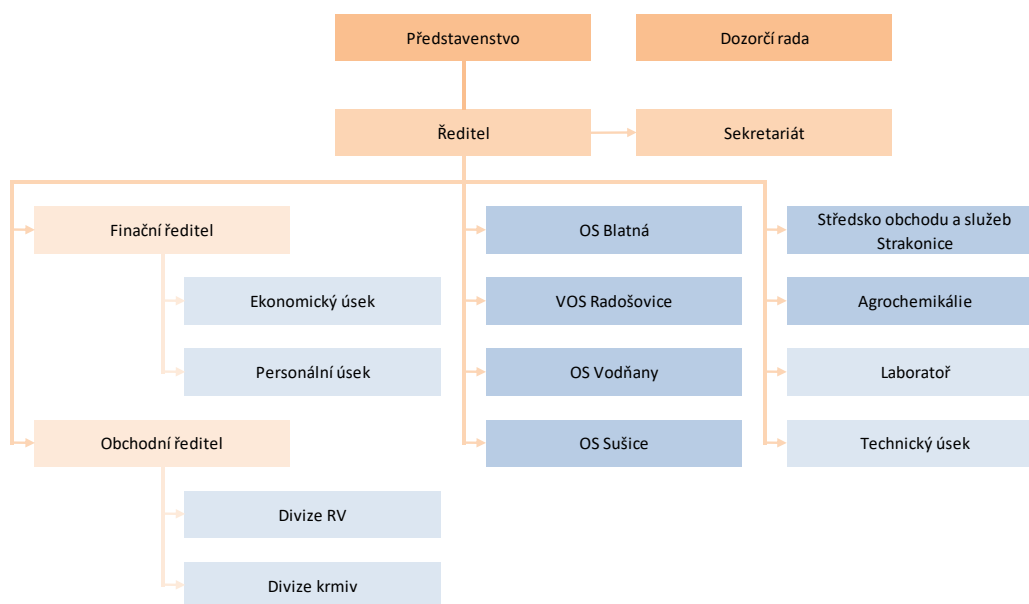 Představenstvo
Dozorčí rada
Ředitel
Sekretariát
Finační ředitel
OS Blatná
Středsko obchodu a služeb
Strakonice
Ekonomický úsek
VOS Radošovice
Agrochemikálie
Personální úsek
OS Vodňany
Laboratoř
Obchodní ředitel
OS Sušice
Technický úsek
Divize RV
Divize krmiv